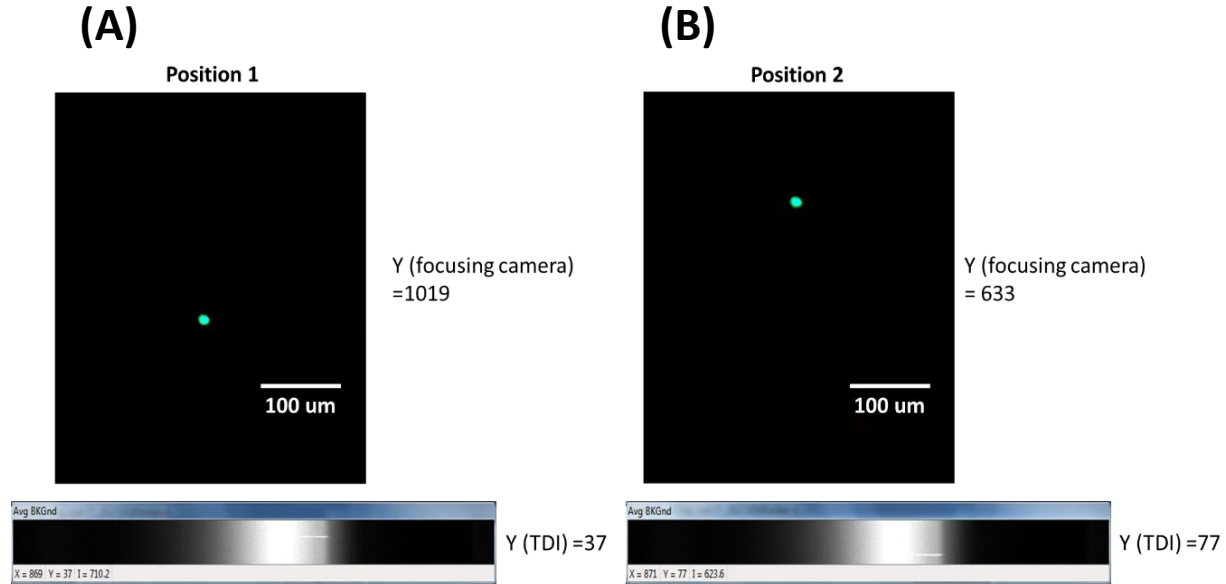 (A)
Position 1
Y (focusing camera)
=1019
100 um
Avg BKGnd
Y (TDI) =37
X = 869 Y = 37 I = 710.2
(B)
Position 2
Y (focusing camera)
= 633
100 um
Avg BKGnd
Y (TDI) =77
X = 871 Y = 77 I = 623.6